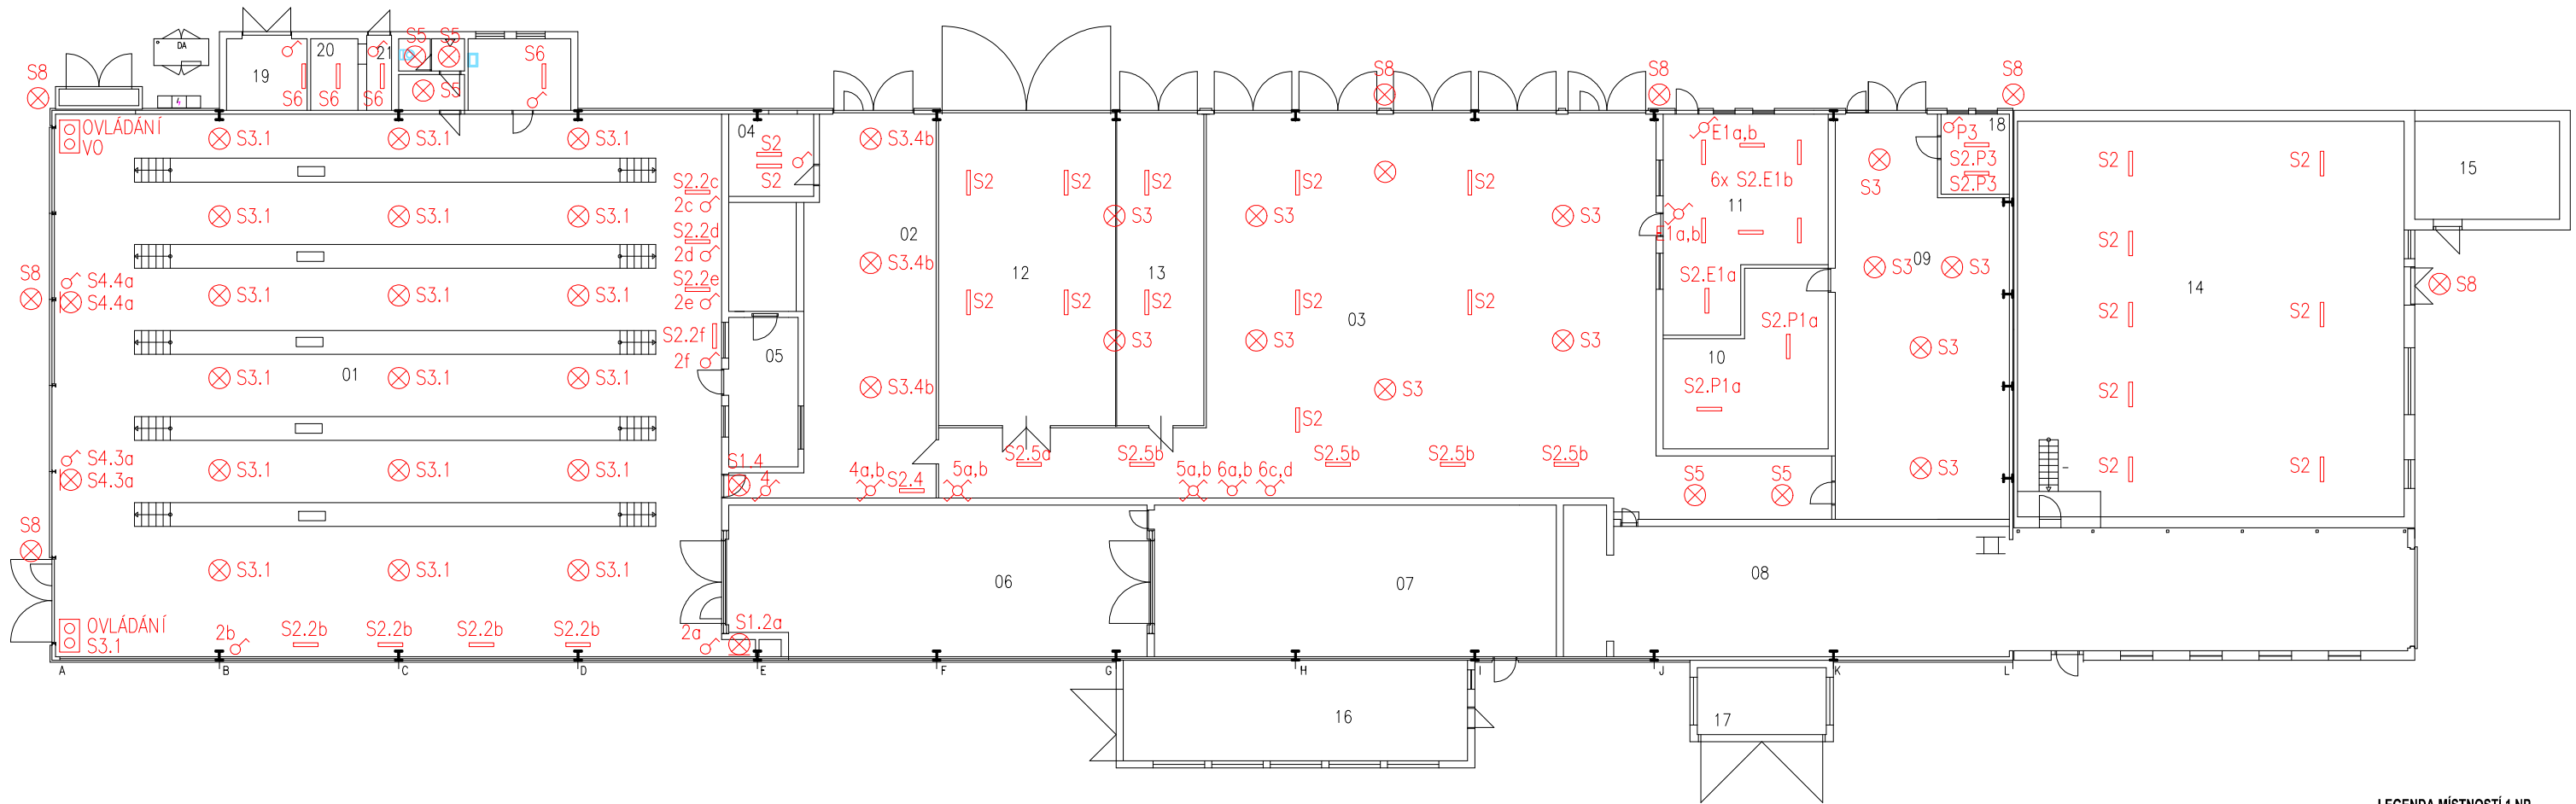 S8
DA
4
19
20
21
S6
S6
S6
S5
S5
S5
S6
S8
S8
S8
OVLÁDÁNÍ
VO
S3.1
S3.1
S3.1
04
S2
S2
S3.4b
E1a,b
P3
18
S2.P3
S2.P3
S2
S2
15
S2.2c
2c
S2
S2
S2
S2
S2
6x S2.E1b
11
S3
S3.1
S3.1
S3.1
S2.2d
2d
02
S3
S3
S3
E1a,b
S2
S8
S4.4a
S4.4a
S3.1
S3.1
S3.1
S2.2e
2e
S3.4b
12
13
S2
S2
S2
S2
S2
03
S2.E1a
S3
09
S3
14
S8
S2
S2
S2.2f
2f
05
S3
S3
S3
S2.P1a
10
S3
01
S3.1
S3.1
S3.1
S3.4b
S3
S2.P1a
S2
S2
S4.3a
S4.3a
S3.1
S3.1
S3.1
S1.4
4
4a,b
S2.4
5a,b
S2.5a
S2.5b
5a,b
6a,b
6c,d
S2.5b
S2.5b
S2.5b
S5
S5
S3
S2
S2
S8
S3.1
S3.1
S3.1
06
07
08
OVLÁDÁNÍ
S3.1
2b
S2.2b
S2.2b
S2.2b
S2.2b
2a
S1.2a
A
B
C
D
E
F
G
H
I
J
K
L
16
17
LEGENDA MÍSTNOSTÍ 1.NP